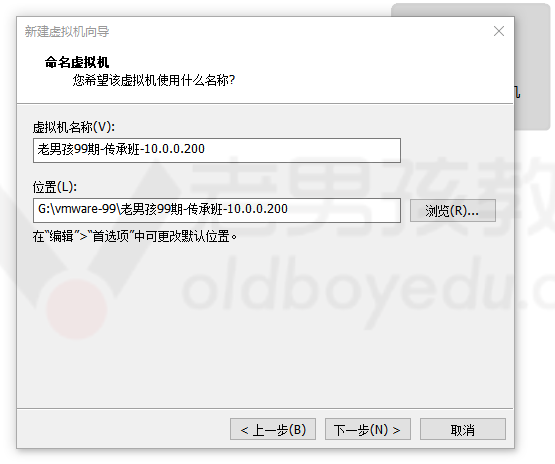 新建虚拟机向导
命名虚拟机
您希望该虚拟机使用什么名称?
机
虚拟机名称(V):
老男孩99期-传承班-10.0.0.200
位置(L):
G:\vmware-99\老男孩99期-传承班-10.0.0.200
浏览(R)...
在"编辑">"首选项"中可更改默认位置。
老男孩教
oldboyedu.c
< 上一步(B)
下一步(N) >
取消